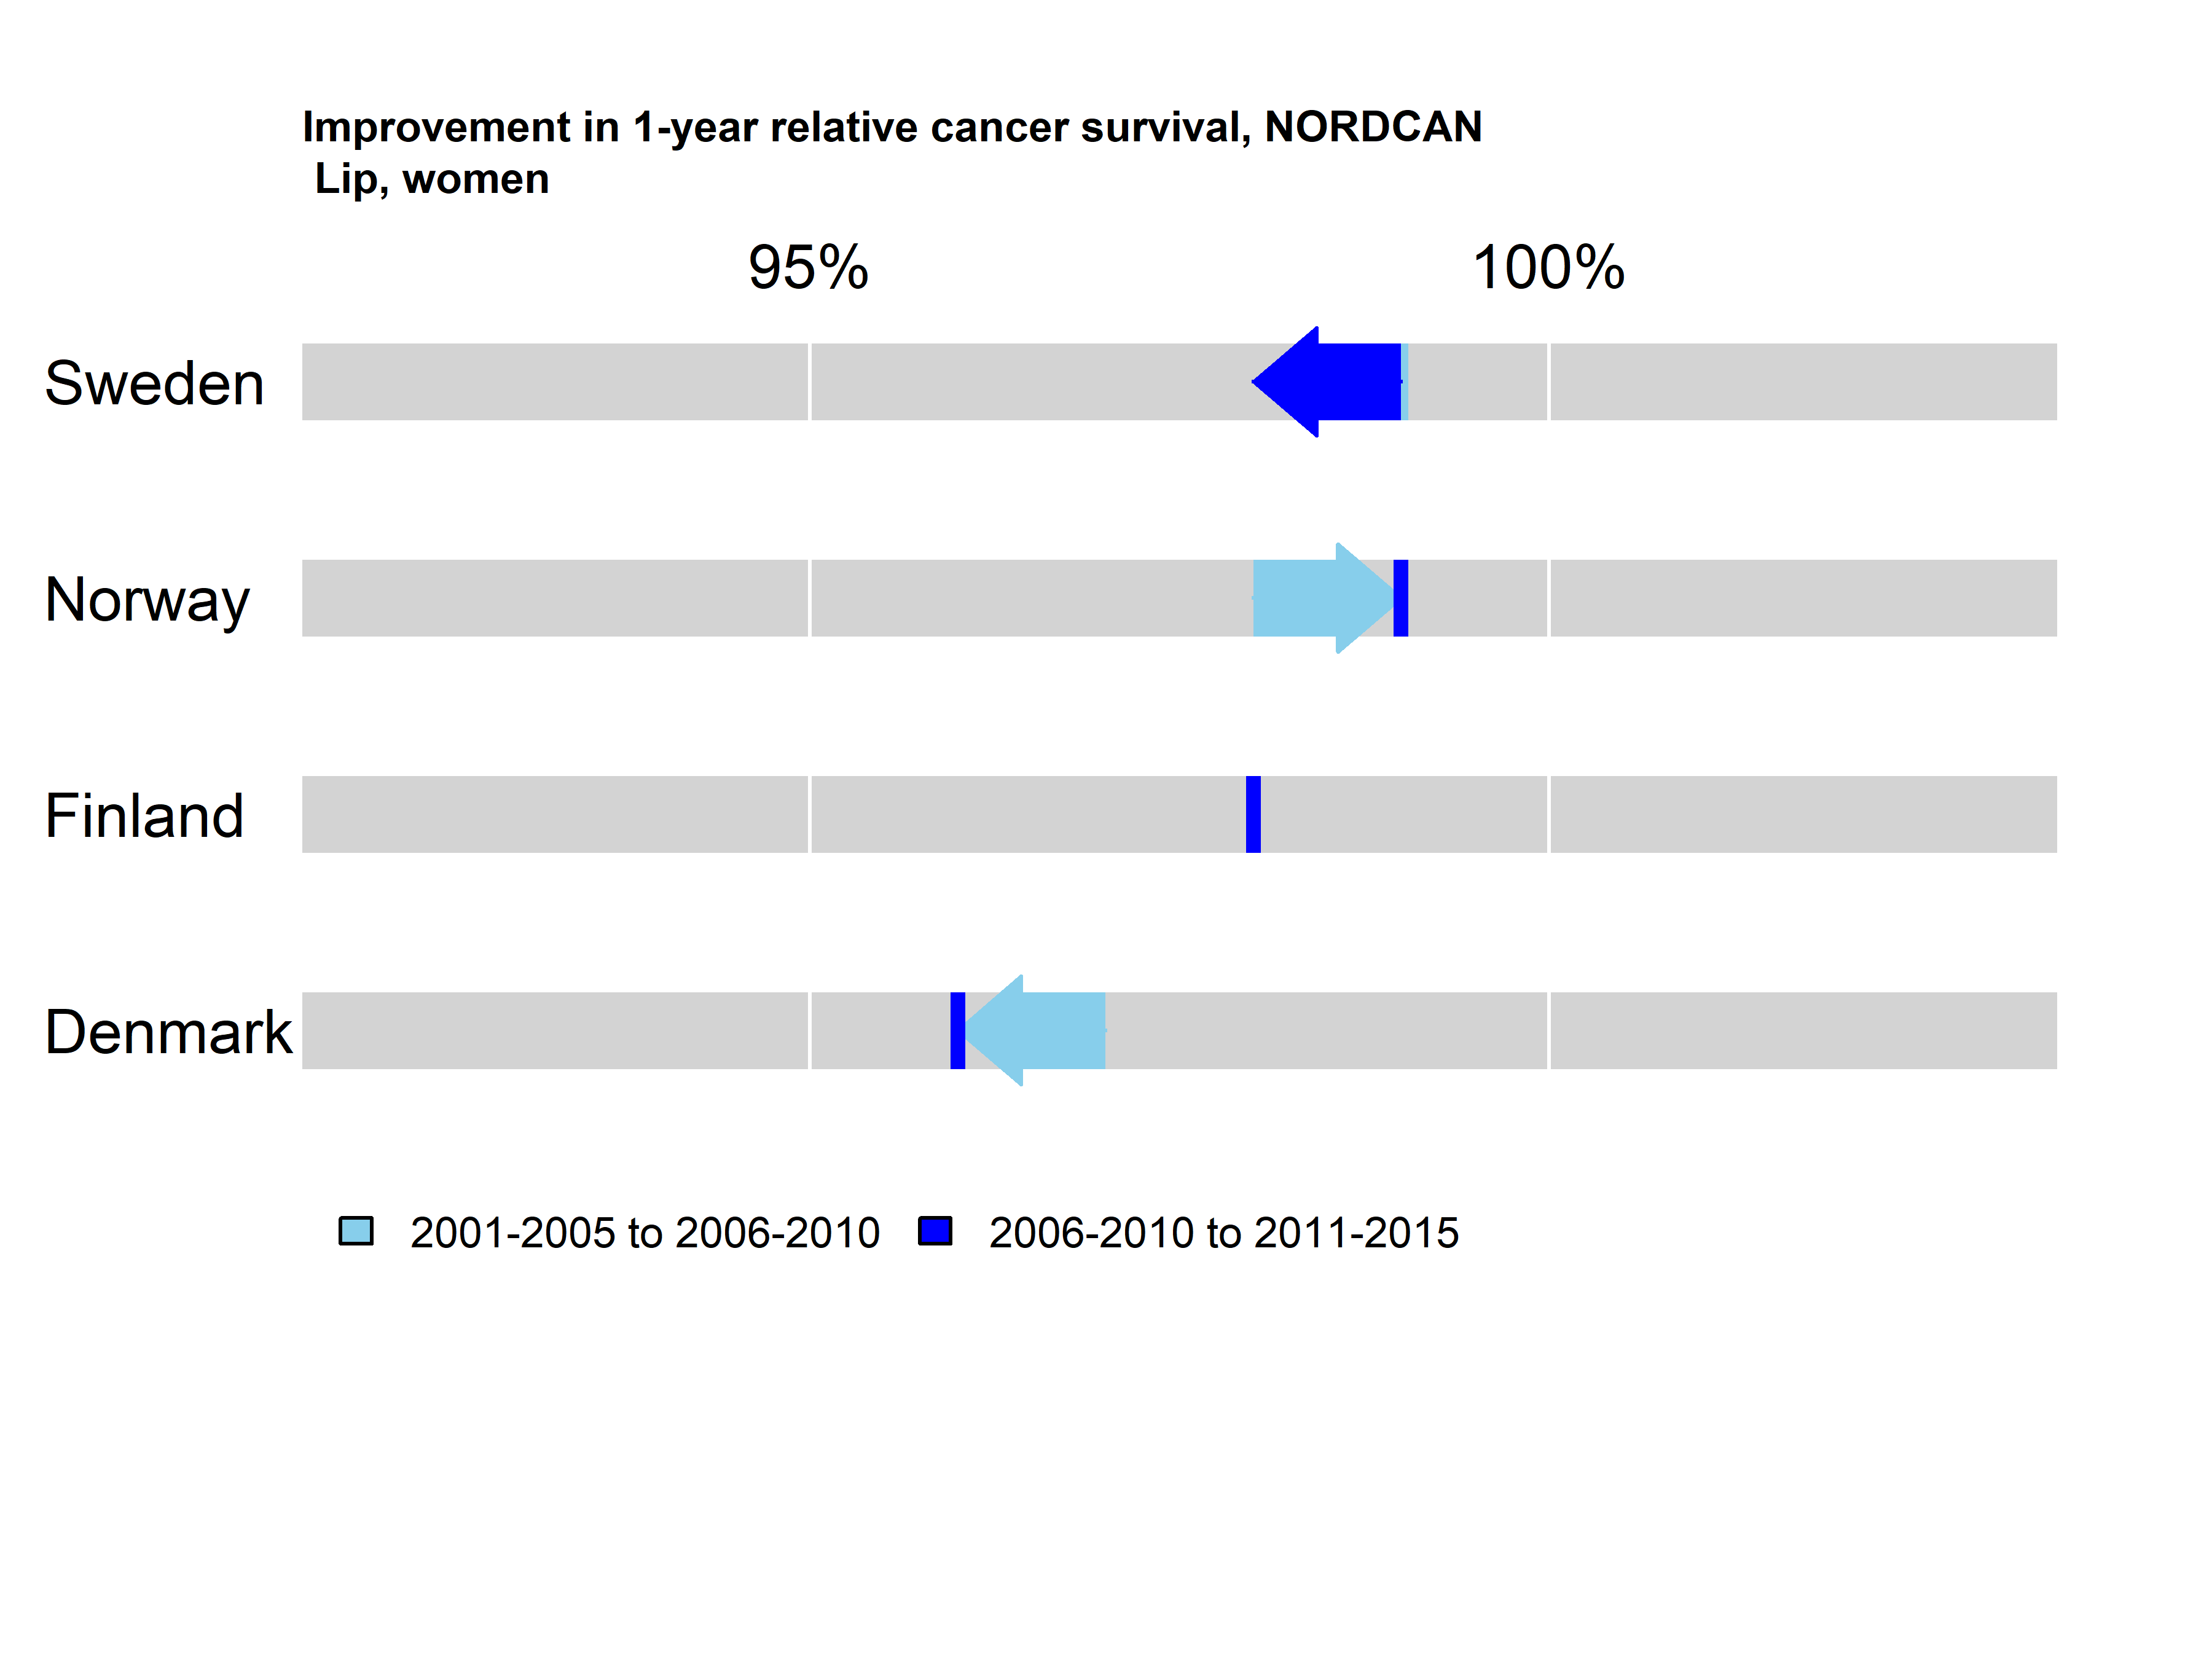 Improvement in 1-year relative cancer survival, NORDCAN
Lip, women
95% 100%
Sweden
Norway
Finland
Denmark
2001-2005 to 2006-2010 2006-2010 to 2011-2015